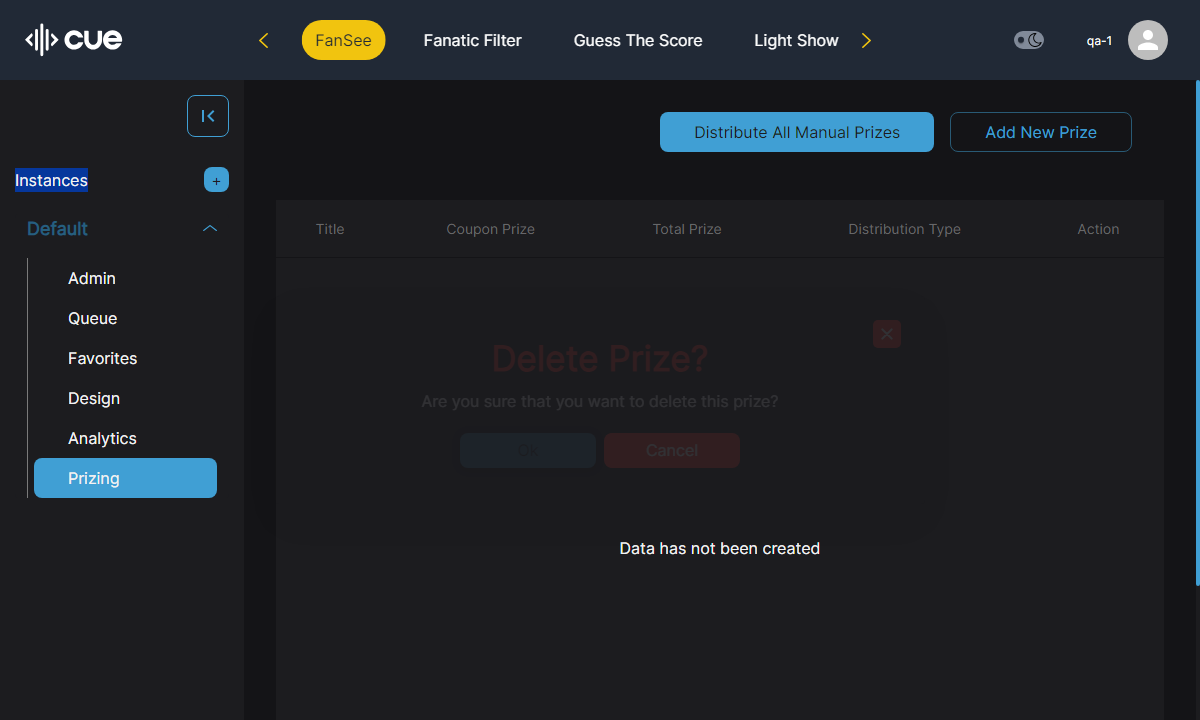 cue
FanSee
Fanatic Filter
Guess The Score
Light Show
qa-1
Distribute All Manual Prizes
Add New Prize
Instances
+
Default
Admin
Queue
Favorites
Design
Analytics
Prizing
Title
Coupon Prize
Total Prize
Distribution Type
Action
Delete Prize?
Are you sure that you want to delete this prize?
Ok
Cancel
Data has not been created